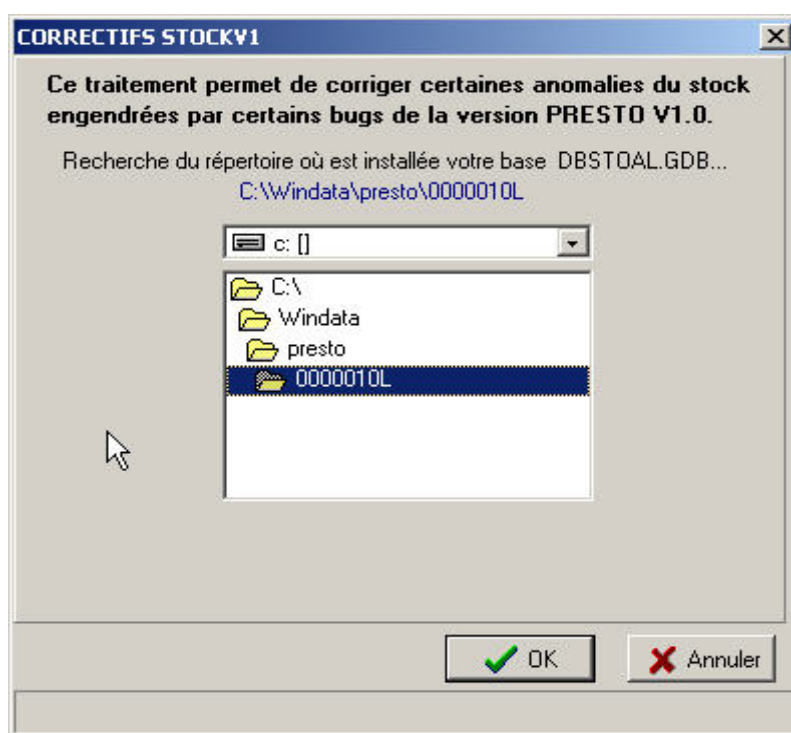 CORRECTIFS STOCKV1
Ce traitement permet de corriger certaines anomalies du stock
engendrées par certains bugs de la version PRESTO V1.0.
Recherche du répertoire où est installée votre base DBSTOAL.GDB...
C:\Windata\presto\0000010L
c: []
C:\
Windata
presto
0000010L
OK
Annuler